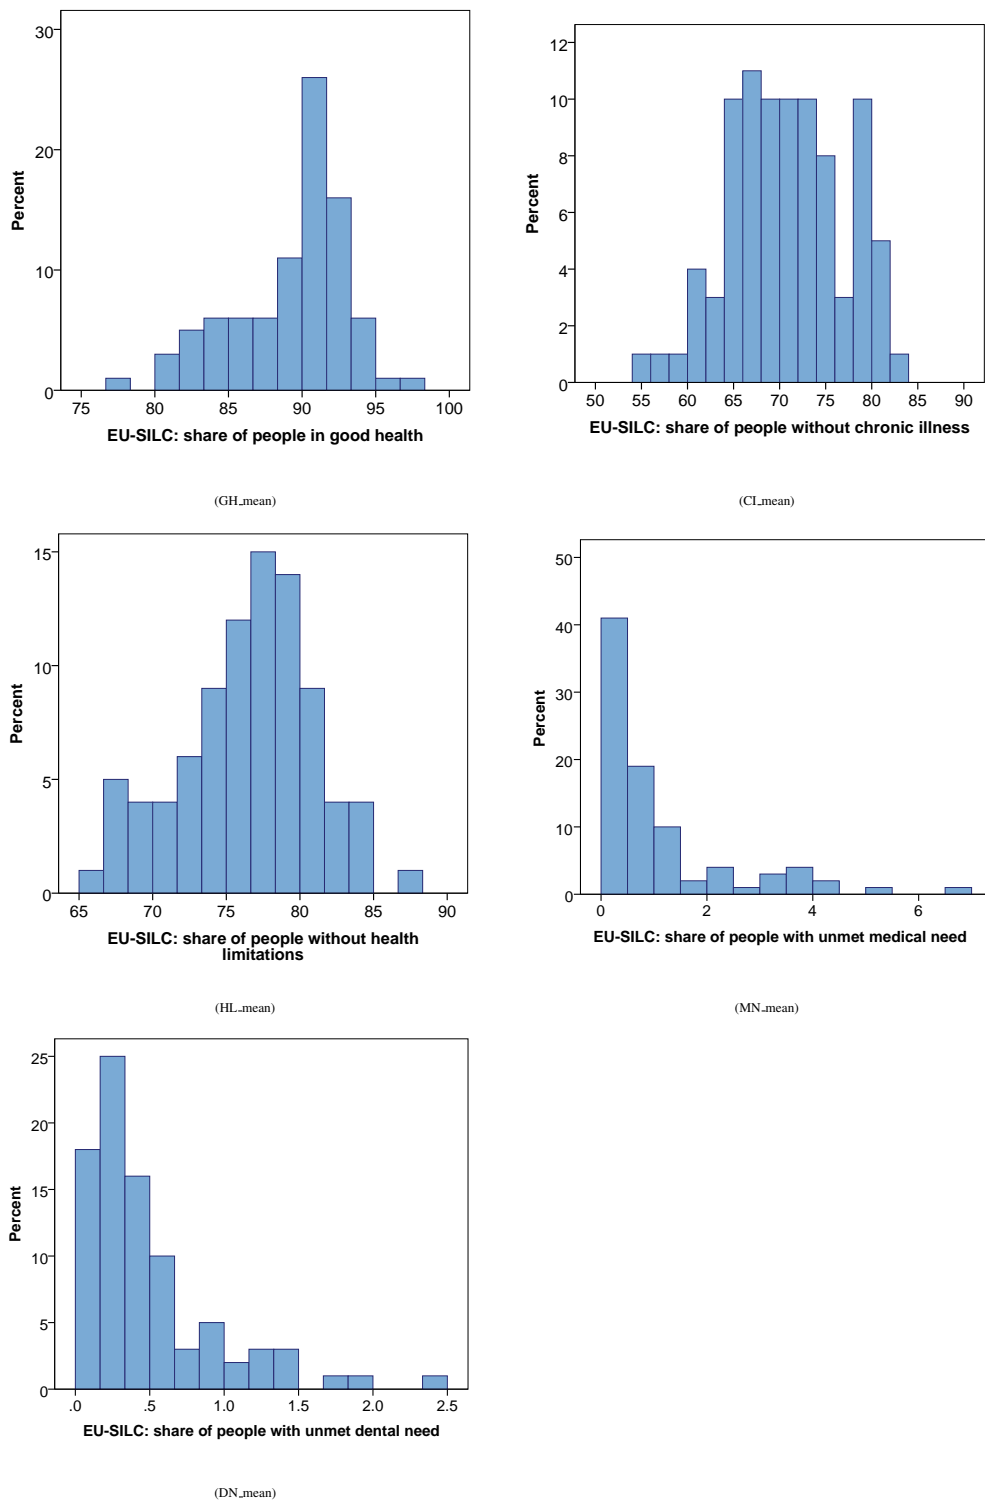 30
20
10
0
Percent
75 80 85 90 95 100
EU-SILC: share of people in good health
(GH_mean)
12
10
8
6
4
2
0
Percent
50 55 60 65 70 75 80 85 90
EU-SILC: share of people without chronic illness
(CI_mean)
15
10
5
0
Percent
65 70 75 80 85 90
EU-SILC: share of people without health
limitations
(HL_mean)
50
40
30
20
10
0
Percent
0 2 4 6
EU-SILC: share of people with unmet medical need
(MN_mean)
25
20
15
10
5
0
Percent
.0 .5 1.0 1.5 2.0 2.5
EU-SILC: share of people with unmet dental need
(DN_mean)